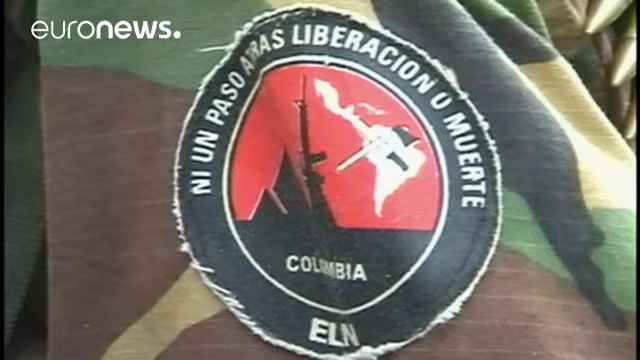 euronews.
NI UN PASO ATRAS LIBERACION O MUERTE
COLOMBIA
ELN